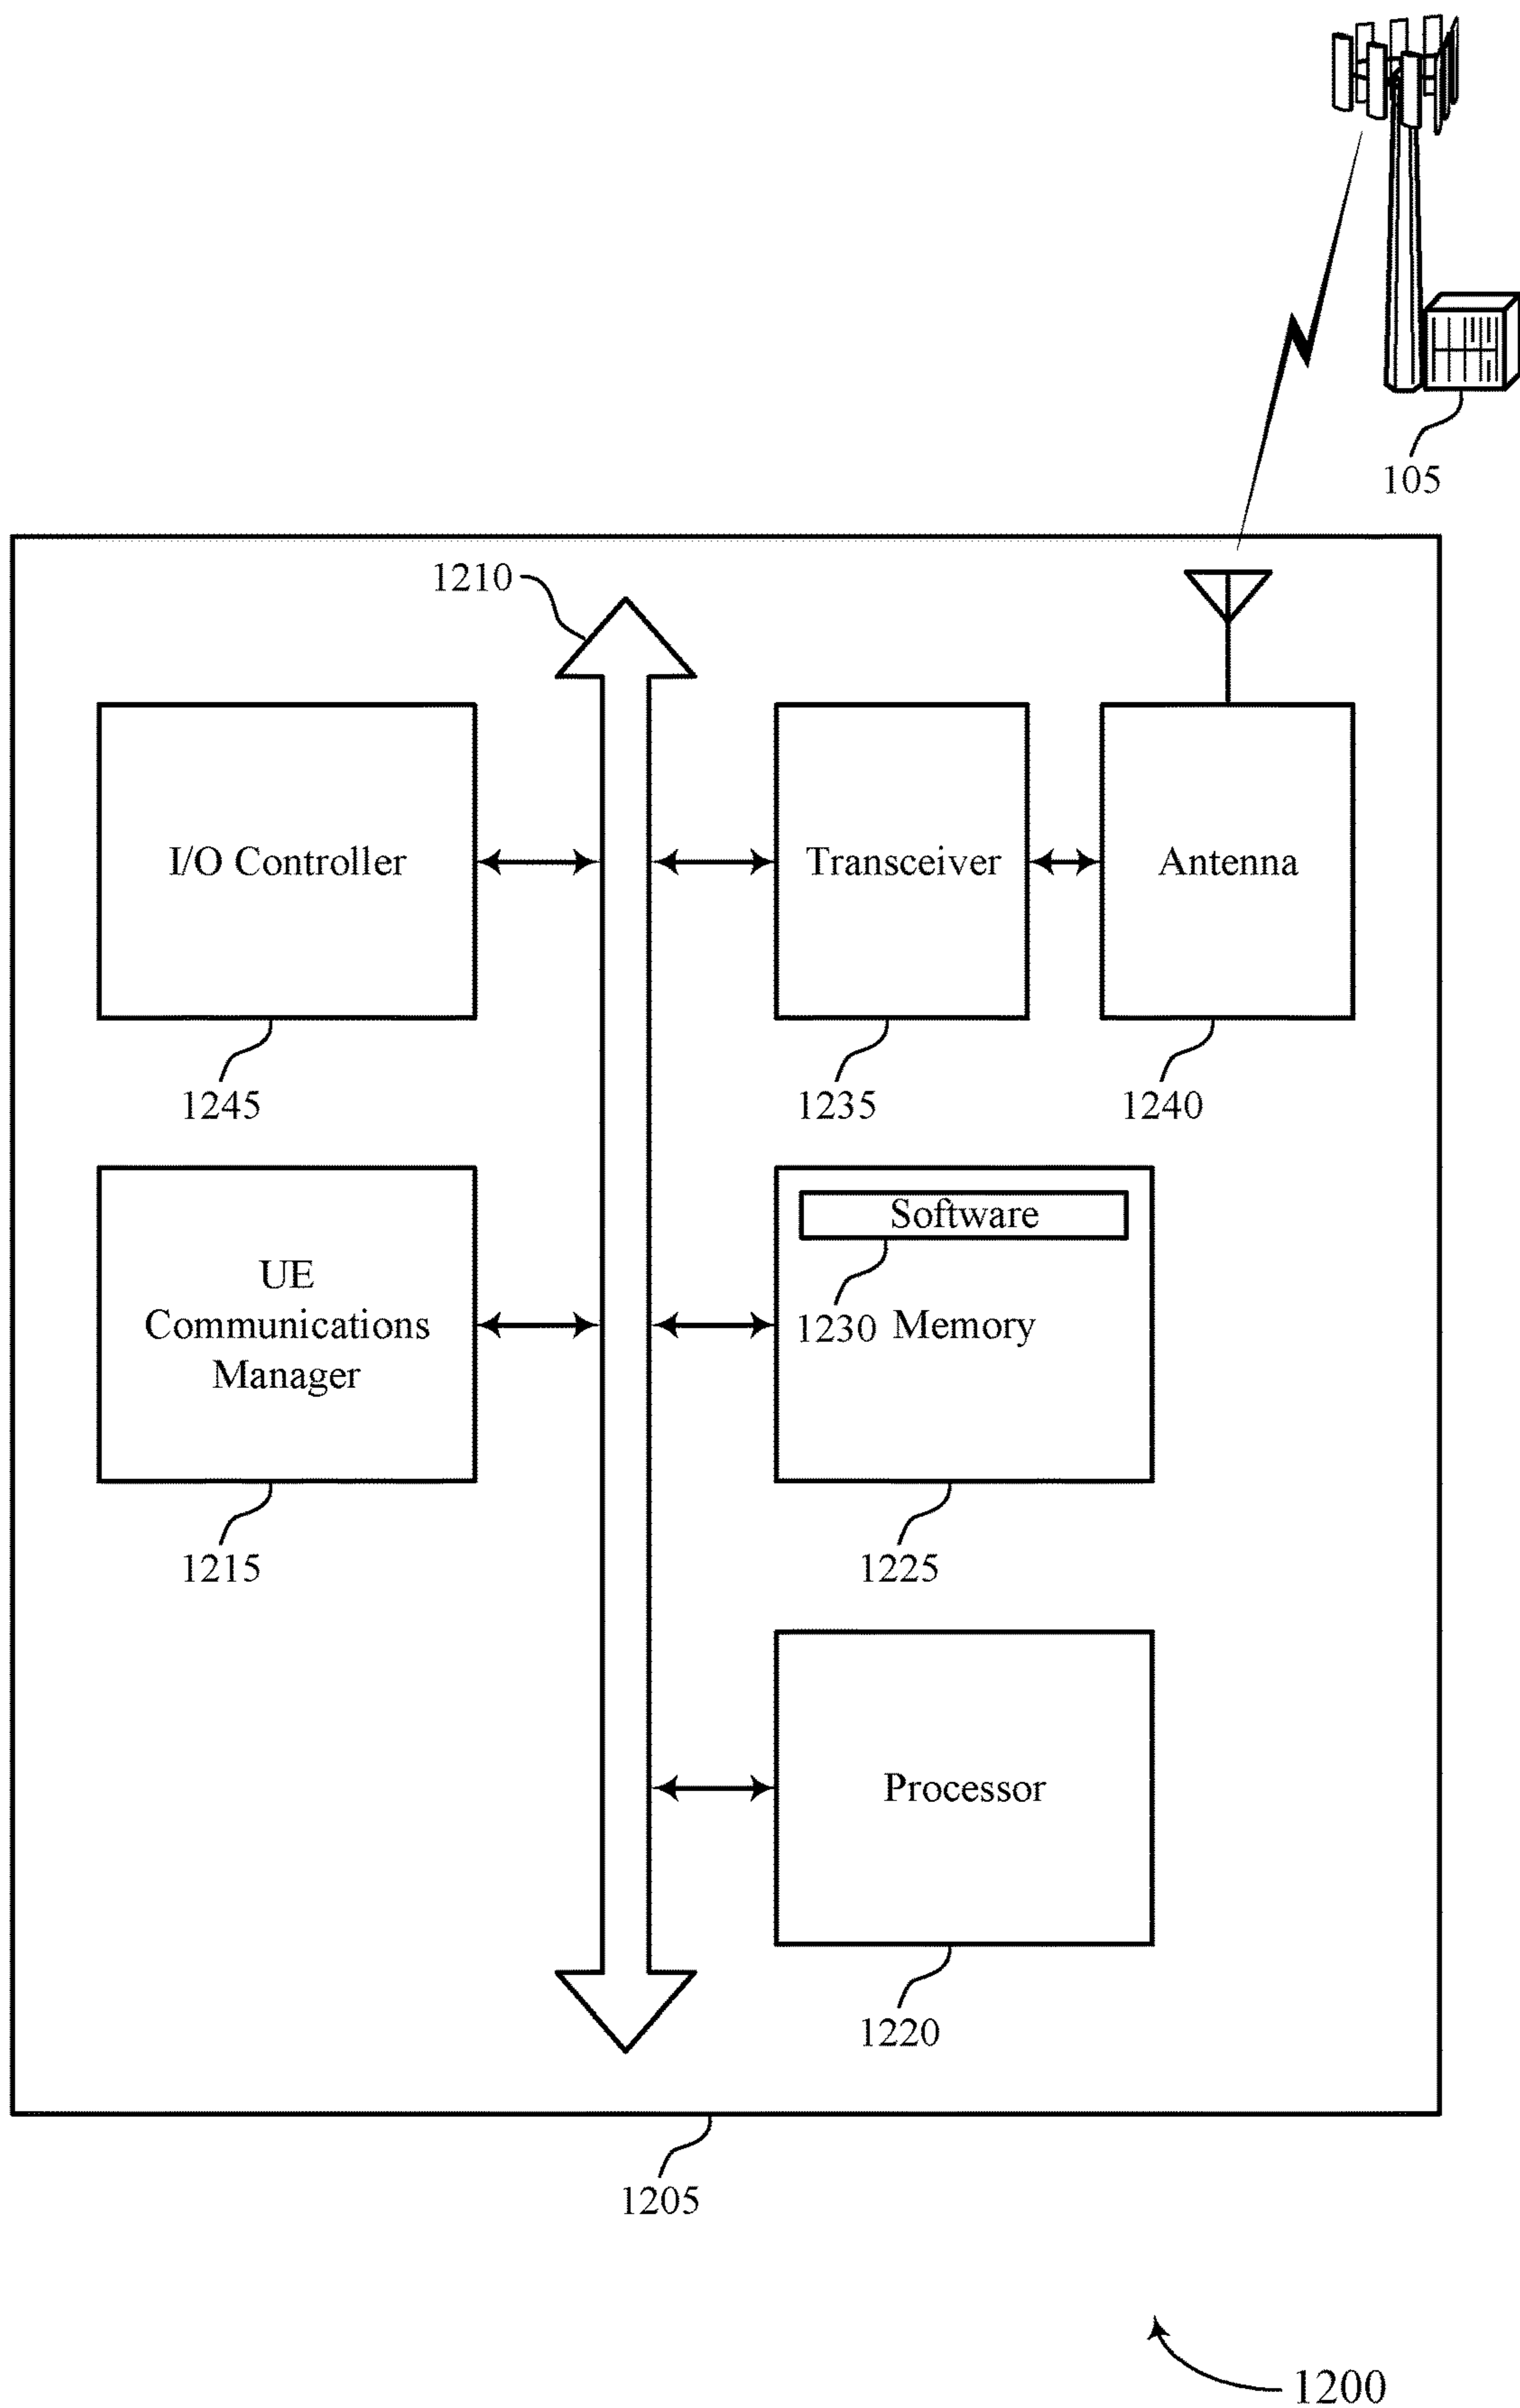 105
1210
I/O Controller
Transceiver
Antenna
1245
1235
1240
Software
UE
Communications
Manager
1230 Memory
1215
1225
Processor
1220
1205
1200